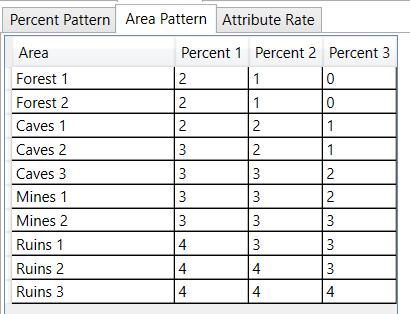 Percent Pattern Area Pattern Attribute Rate
Area Percent 1 Percent 2 Percent 3
Forest 1 2 1 0
Forest 2 2 1 0
Caves 1 2 2 1
Caves 2 3 2 1
Caves 3 3 3 2
Mines 1 3 3 2
Mines 2 3 3 3
Ruins 1 4 3 3
Ruins 2 4 4 3
Ruins 3 4 4 4